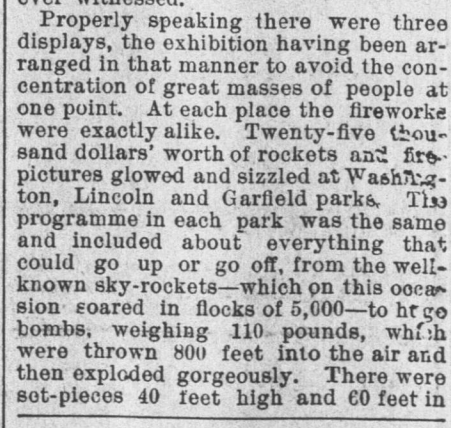 ever witnessed.
Properly speaking there were three
displays, the exhibition having been ar-
ranged in that manner to avoid the con-
centration of great masses of people at
one point. At each place the fireworks
were exactly alike. Twenty-five thou-
sand dollars' worth of rockets and fire-
pictures glowed and sizzled at Washing-
ton, Lincoln and Garfield parks. The
programme in each park was the same
and included about everything that
could go up or go off, from the well-
known sky-rockets—which on this occa-
sion soared in flocks of 5,000—to huge
bombs, weighing 110 pounds, which
were thrown 800 feet into the air and
then exploded gorgeously. There were
set-pieces 40 feet high and 60 feet in